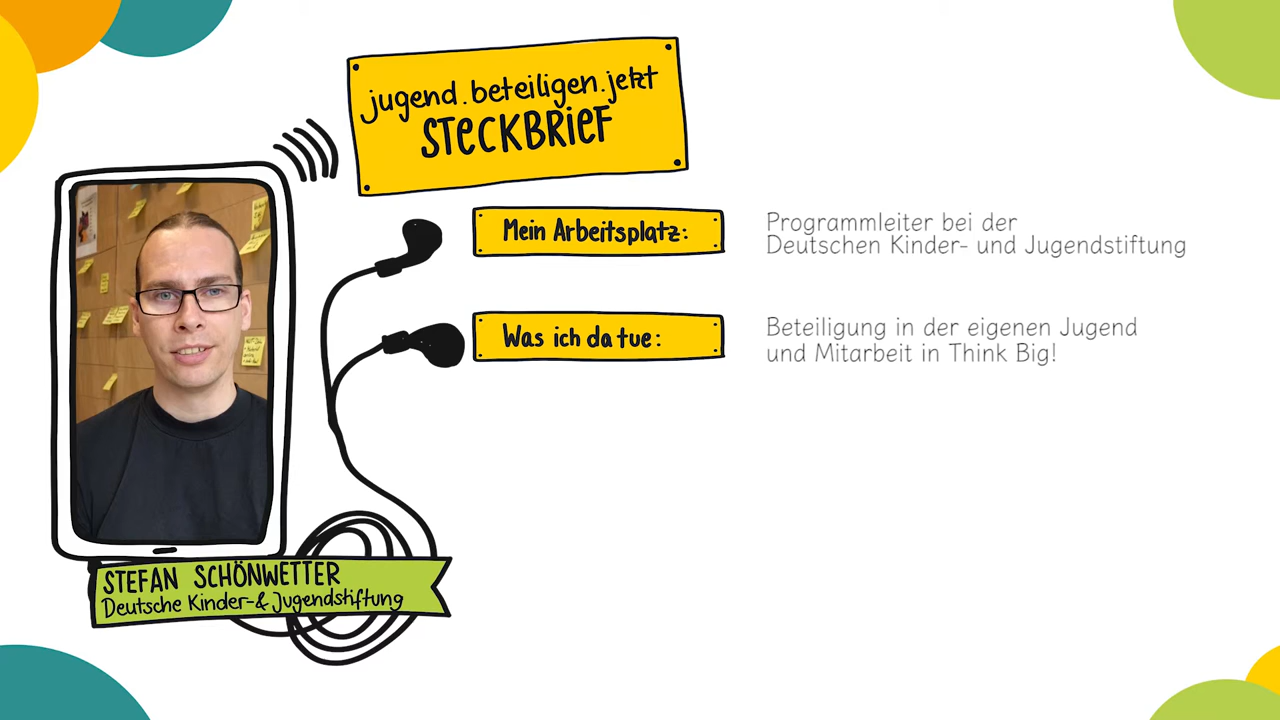 jugend.beteiligen.jetzt
STECKBRIEF
Mein Arbeitsplatz:
Programmleiter bei der
Deutschen Kinder- und Jugendstiftung
Was ich da tue:
Beteiligung in der eigenen Jugend
und Mitarbeit in Think Big!
STEFAN SCHÖNWETTER
Deutsche Kinder-& Jugendstiftung